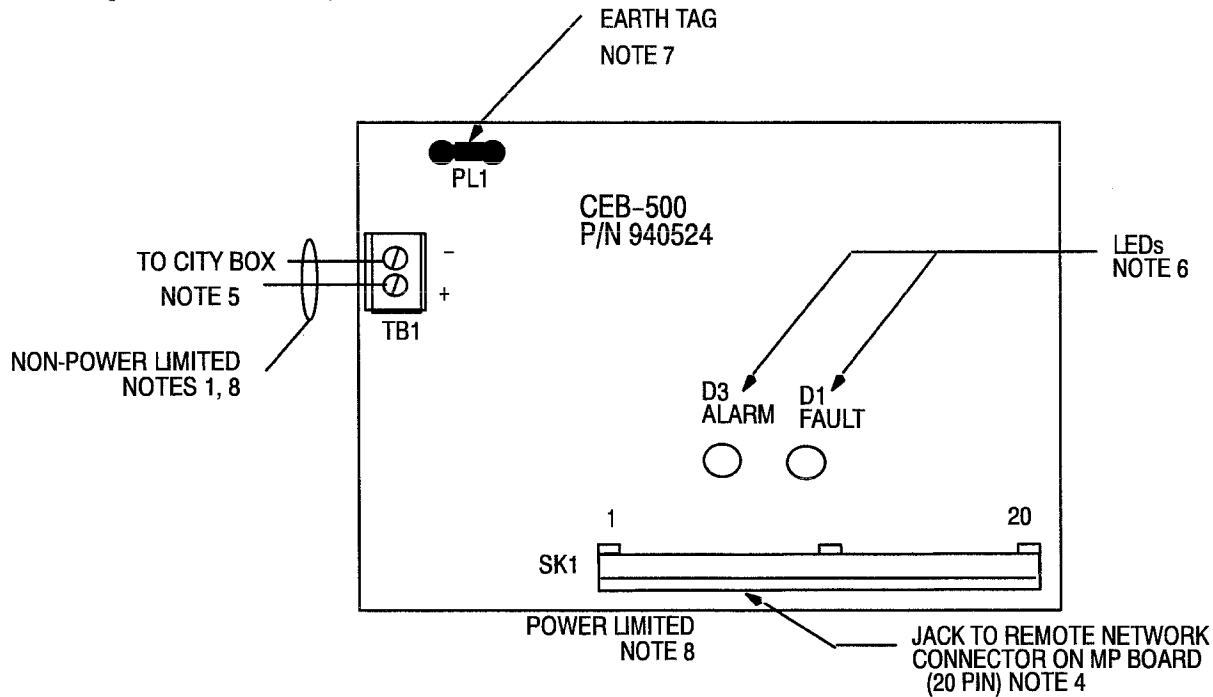 EARTH TAG
NOTE 7
PL1
CEB-500
P/N 940524
TO CITY BOX
NOTE 5
−
+
TB1
LEDs
NOTE 6
NON-POWER LIMITED
NOTES 1, 8
D3
ALARM
D1
FAULT
1
20
SK1
POWER LIMITED
NOTE 8
JACK TO REMOTE NETWORK
CONNECTOR ON MP BOARD
(20 PIN) NOTE 4